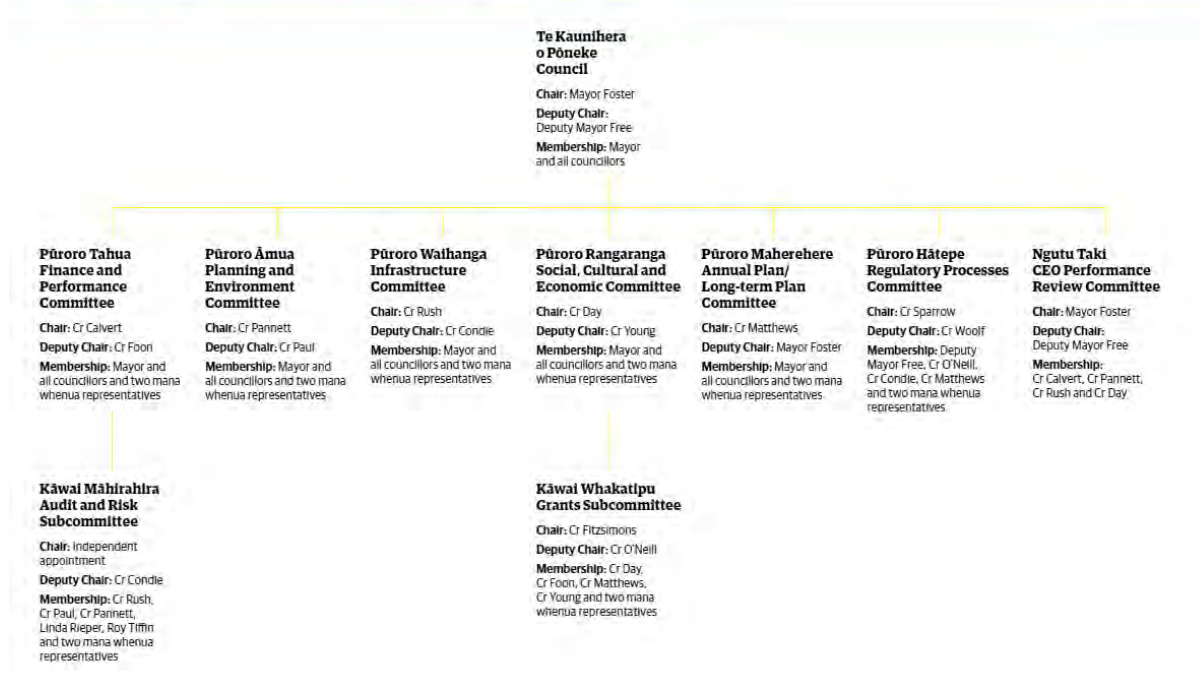 Te Kaunihera
o Pōneke
Council
Chair: Mayor Foster
Deputy Chair:
Deputy Mayor Free
Membership: Mayor
and all councillors
Pūroro Tahua
Finance and
Performance
Committee
Chair: Cr Calvert
Deputy Chair: Cr Foon
Membership: Mayor and
all councillors and two mana
whenua representatives
Pūroro Āmua
Planning and
Environment
Committee
Chair: Cr Pannett
Deputy Chair: Cr Paul
Membership: Mayor and
all councillors and two mana
whenua representatives
Pūroro Waihanga
Infrastructure
Committee
Chair: Cr Rush
Deputy Chair: Cr Condie
Membership: Mayor and
all councillors and two mana
whenua representatives
Pūroro Rangaranga
Social, Cultural and
Economic Committee
Chair: Cr Day
Deputy Chair: Cr Young
Membership: Mayor and
all councillors and two mana
whenua representatives
Pūroro Maherehere
Annual Plan/
Long-term Plan
Committee
Chair: Cr Matthews
Deputy Chair: Mayor Foster
Membership: Mayor and
all councillors and two mana
whenua representatives
Pūroro Hātepe
Regulatory Processes
Committee
Chair: Cr Sparrow
Deputy Chair: Cr Woolf
Membership: Deputy
Mayor Free, Cr O'Neill,
Cr Condie, Cr Matthews
and two mana whenua
representatives
Ngutu Taki
CEO Performance
Review Committee
Chair: Mayor Foster
Deputy Chair:
Deputy Mayor Free
Membership:
Cr Calvert, Cr Pannett,
Cr Rush and Cr Day
Kāwai Māhirahira
Audit and Risk
Subcommittee
Chair: Independent
appointment
Deputy Chair: Cr Condie
Membership: Cr Rush,
Cr Paul, Cr Pannett,
Linda Rieper, Roy Tiffin
and two mana whenua
representatives
Kāwai Whakatipu
Grants Subcommittee
Chair: Cr Fitzsimons
Deputy Chair: Cr O'Neill
Membership: Cr Day,
Cr Foon, Cr Matthews,
Cr Young and two mana
whenua representatives